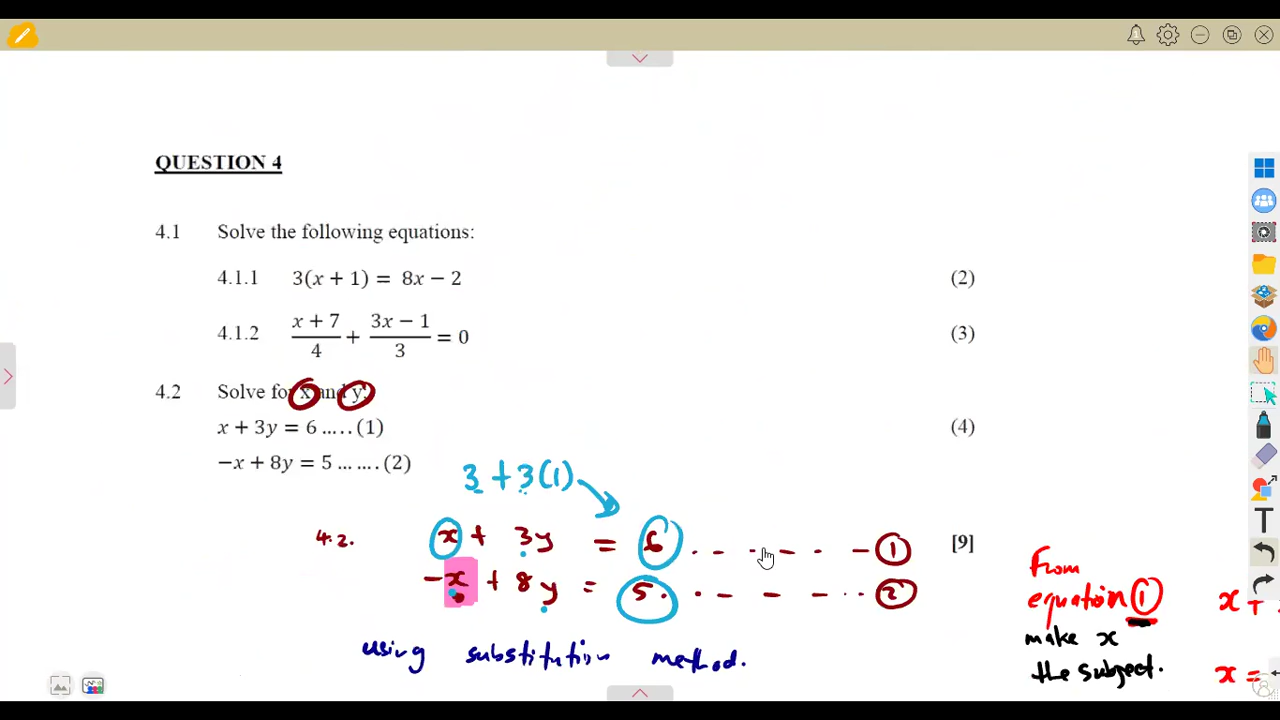 QUESTION 4
4.1 Solve the following equations:
4.1.1 3(x + 1) = 8x − 2 (2)
4.1.2 \frac{x + 7}{4} + \frac{3x − 1}{3} = 0 (3)
4.2 Solve for x and y:
x + 3y = 6 ..... (1) (4)
−x + 8y = 5 ....... (2)
3 + 3(1)
4.2. x + 3y = 6 . . - . - . - ① [9]
−x + 8y = 5 . . - - - . . ②
using substitution method.
From
equation ① x +
make x
the subject. x =